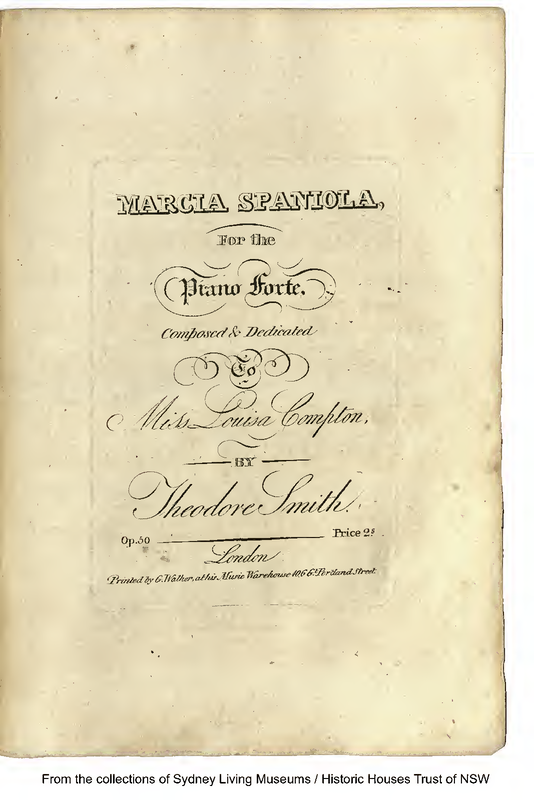 MARCIA SPANIOLA,
For the
Piano Forte.
Composed & Dedicated
To
Miss Louisa Compton,
BY
Theodore Smith.
Op.50 Price 2s.
London
Printed by G. Walker, at his Music Warehouse 106 Gt. Portland Street
From the collections of Sydney Living Museums / Historic Houses Trust of NSW